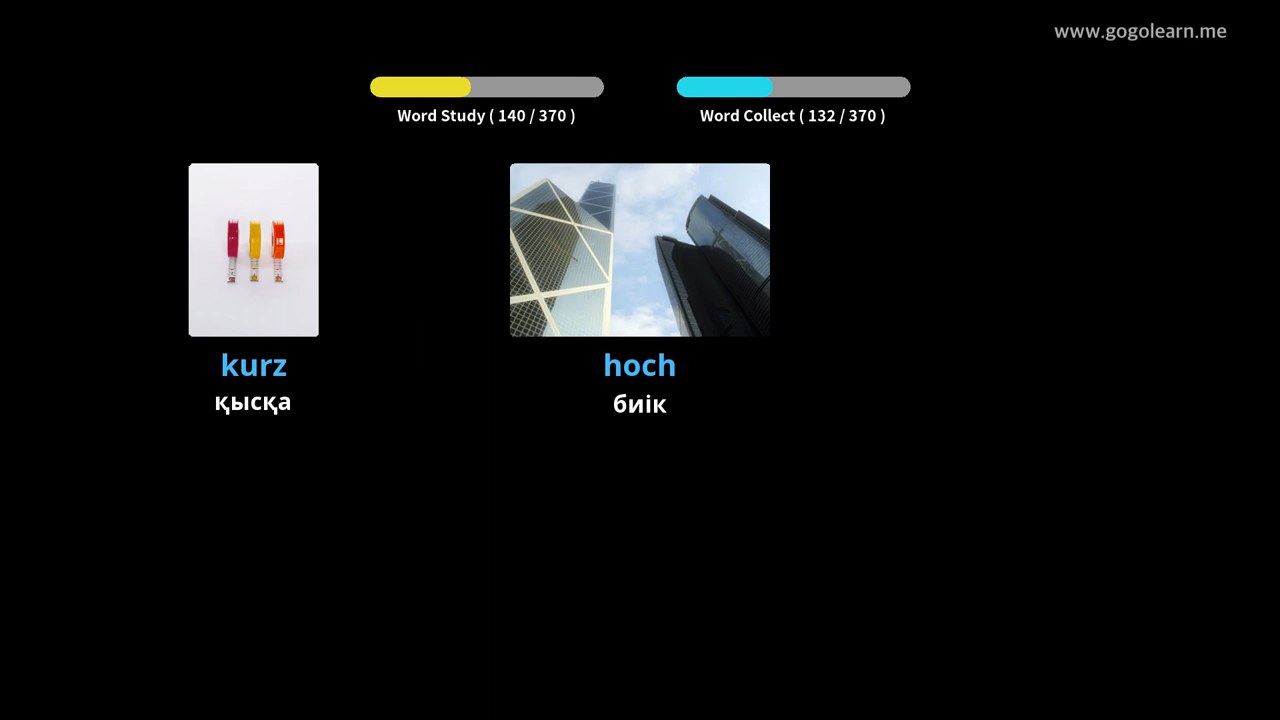 www.gogolearn.me
Word Study ( 140 / 370 )
Word Collect ( 132 / 370 )
kurz
қысқа
hoch
биік